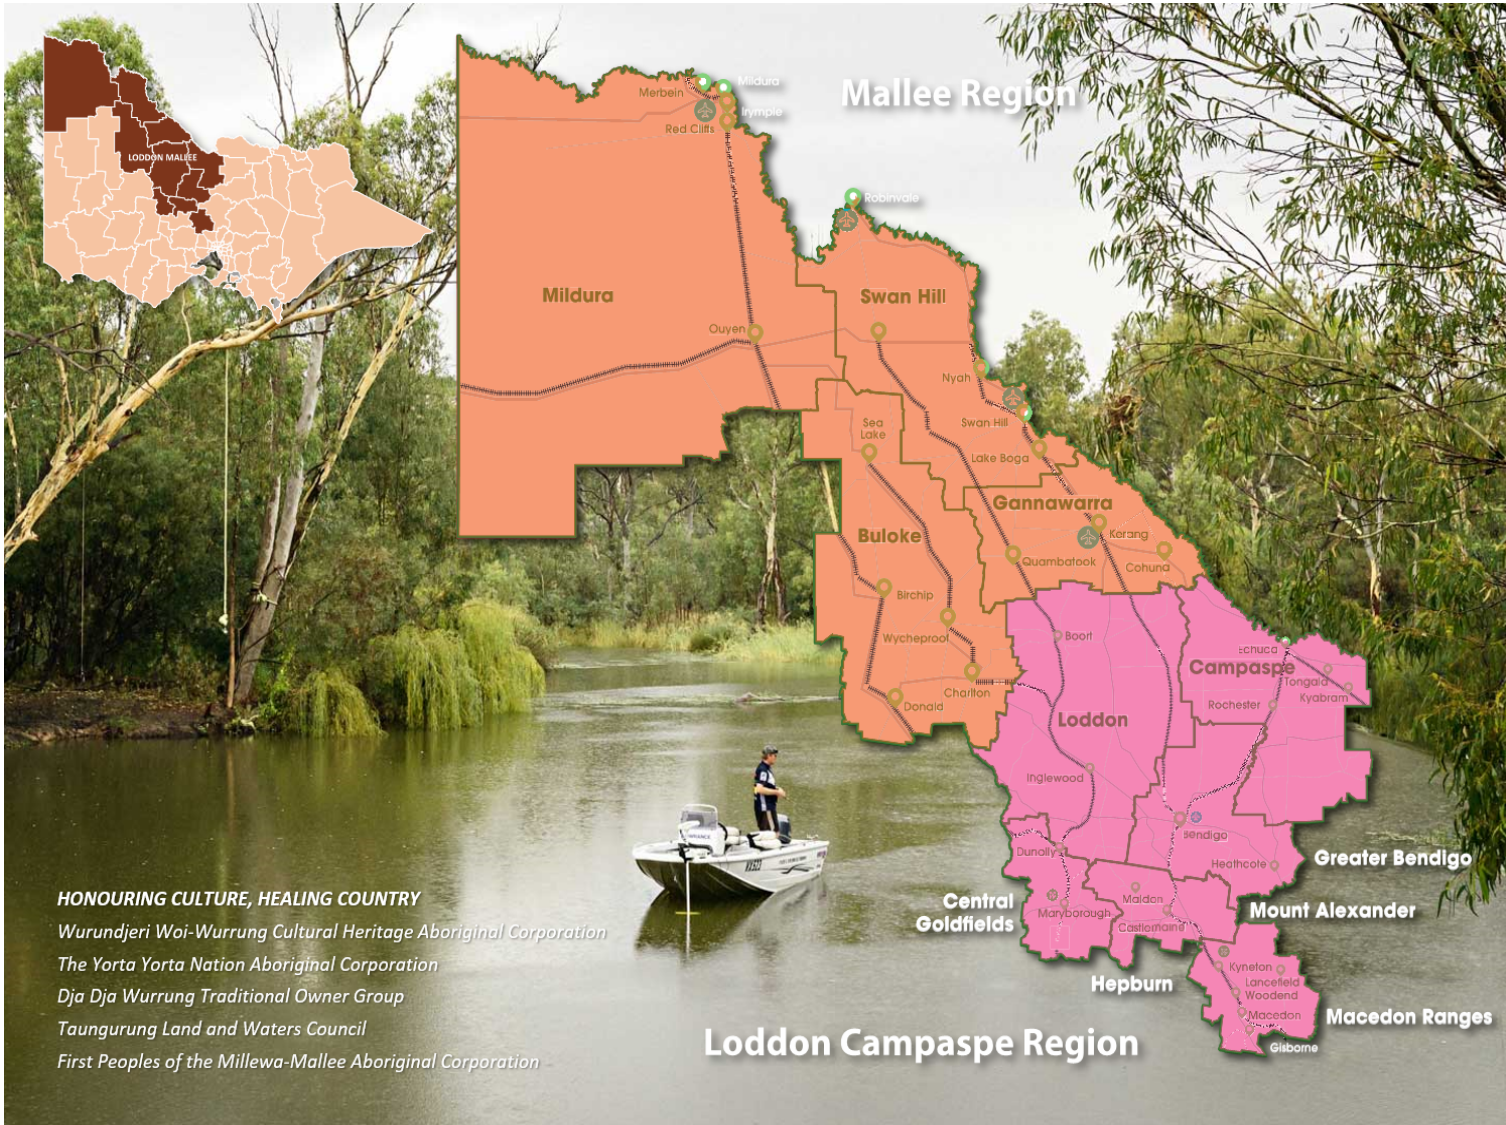 LODDON MALLEE
Mallee Region
Mildura
Merbein
Irymple
Red Cliffs
Robinvale
Mildura
Swan Hill
Ouyen
Nyah
Sea
Lake
Swan Hill
Lake Boga
Gannawarra
Buloke
Kerang
Quambatook
Cohuna
Birchip
Wycheproof
Boort
Echuca
Campaspe
Tongala
Kyabram
Charlton
Donald
Rochester
Loddon
Inglewood
Bendigo
Dunolly
Heathcote
Greater Bendigo
Maldon
Central
Goldfields
Maryborough
Mount Alexander
Castlemaine
Hepburn
Kyneton
Lancefield
Woodend
Macedon
Macedon Ranges
Gisborne
Loddon Campaspe Region
HONOURING CULTURE, HEALING COUNTRY
Wurundjeri Woi-Wurrung Cultural Heritage Aboriginal Corporation
The Yorta Yorta Nation Aboriginal Corporation
Dja Dja Wurrung Traditional Owner Group
Taungurung Land and Waters Council
First Peoples of the Millewa-Mallee Aboriginal Corporation